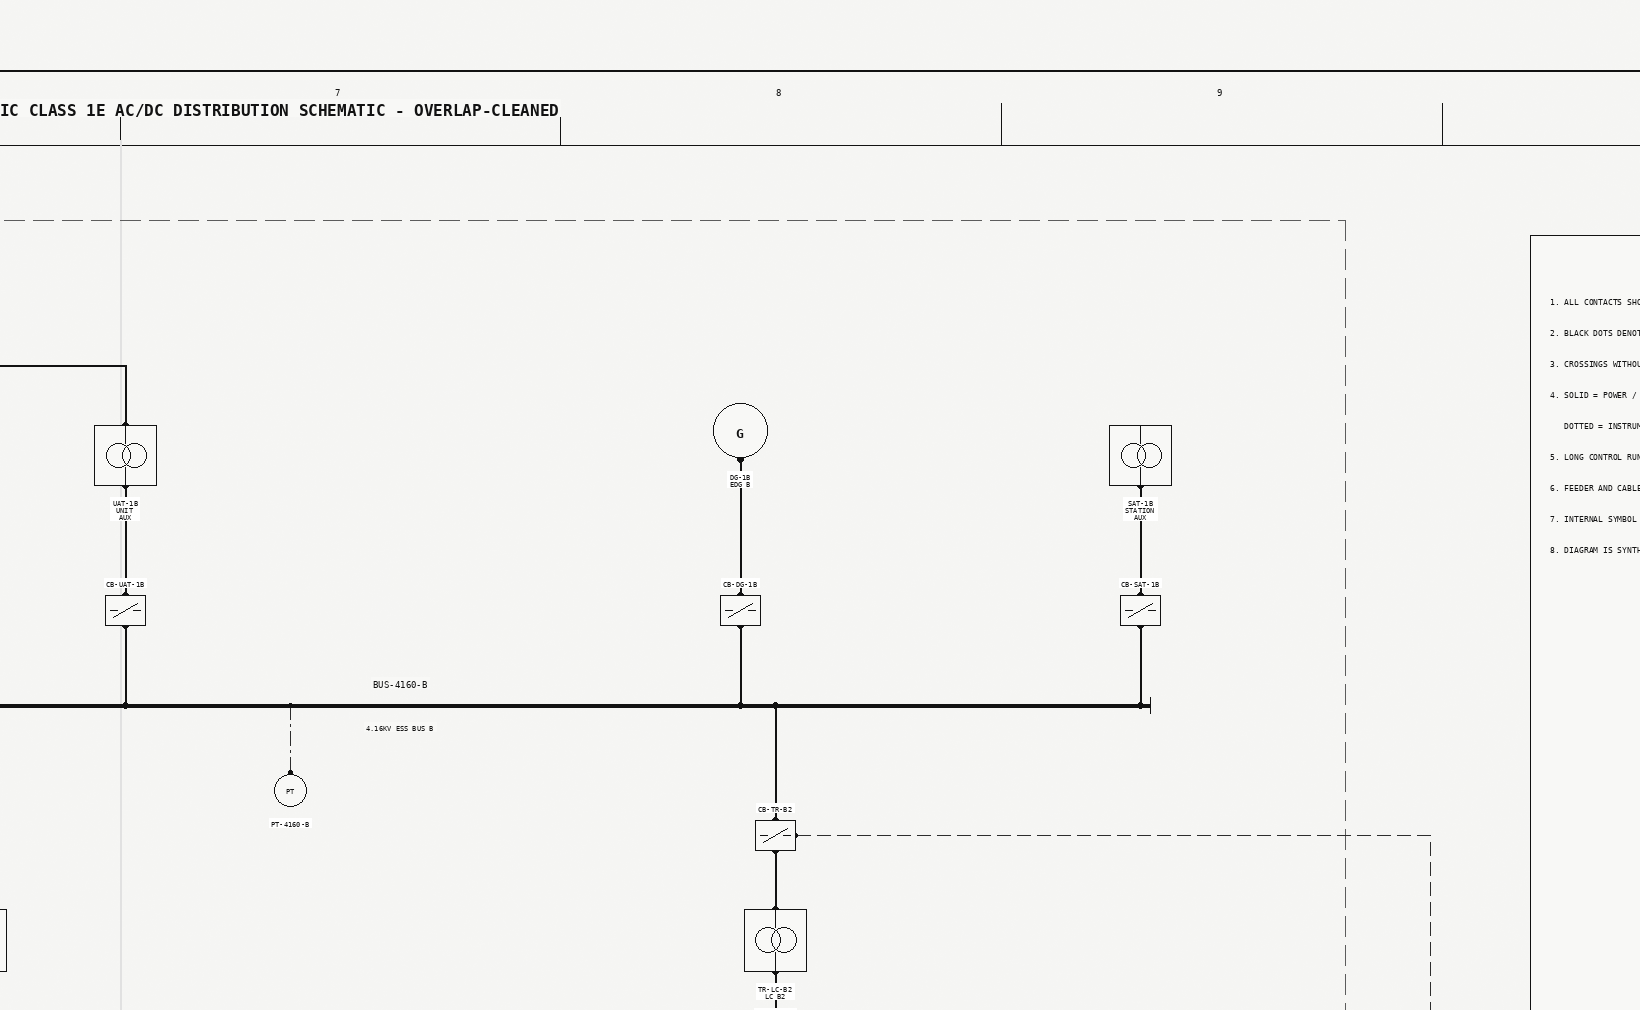 7
8
9
IC CLASS 1E AC/DC DISTRIBUTION SCHEMATIC - OVERLAP-CLEANED
1. ALL CONTACTS SHO
2. BLACK DOTS DENOT
3. CROSSINGS WITHOU
4. SOLID = POWER /
DOTTED = INSTRUM
5. LONG CONTROL RUN
6. FEEDER AND CABLE
7. INTERNAL SYMBOL
8. DIAGRAM IS SYNTH
G
DG-1B
EDG B
UAT-1B
UNIT
AUX
SAT-1B
STATION
AUX
CB-UAT-1B
CB-DG-1B
CB-SAT-1B
BUS-4160-B
4.16KV ESS BUS B
PT
PT-4160-B
CB-TR-B2
TR-LC-B2
LC B2